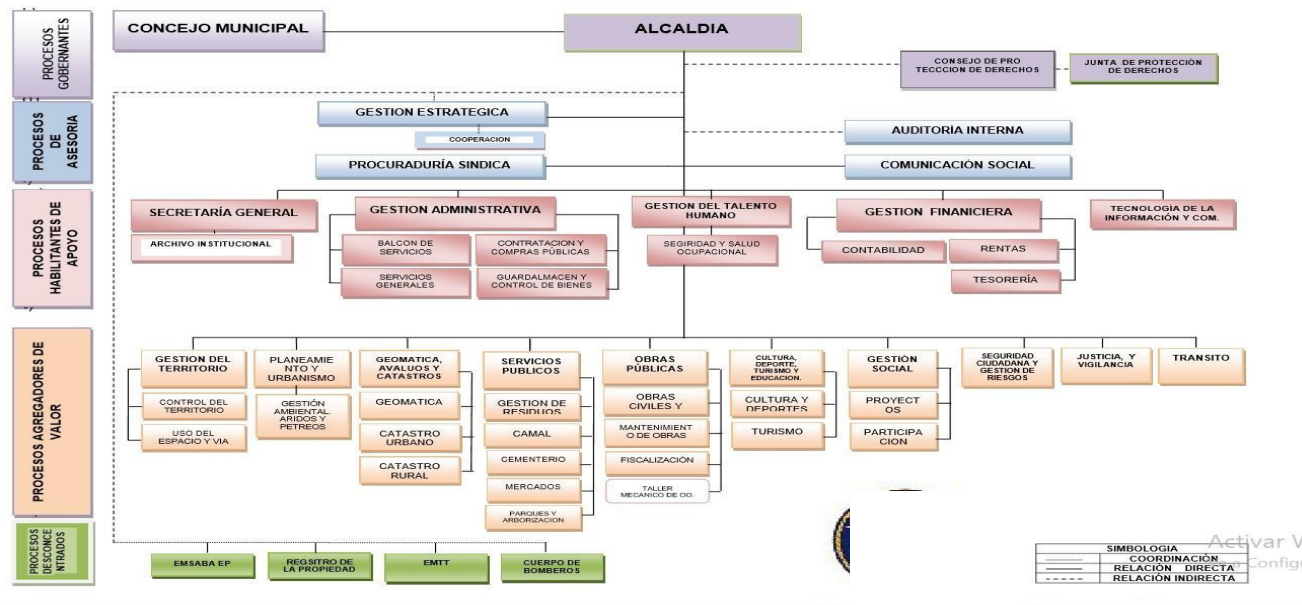 PROCESOS
GOBERNANTES
CONCEJO MUNICIPAL
ALCALDIA
CONSEJO DE PRO
TECCCION DE DERECHOS
JUNTA DE PROTECCIÓN
DE DERECHOS
PROCESOS
DE
ASESORIA
GESTION ESTRATEGICA
COOPERACION
AUDITORÍA INTERNA
PROCURADURÍA SINDICA
COMUNICACIÓN SOCIAL
PROCESOS
HABILITANTES DE
APOYO
SECRETARÍA GENERAL
ARCHIVO INSTITUCIONAL
GESTION ADMINISTRATIVA
BALCON DE
SERVICIOS
CONTRATACION Y
COMPRAS PÚBLICAS
SERVICIOS
GENERALES
GUARDALMACEN Y
CONTROL DE BIENES
GESTION DEL TALENTO
HUMANO
SEGIRIDAD Y SALUD
OCUPACIONAL
GESTION FINANCIERA
CONTABILIDAD
RENTAS
TESORERÍA
TECNOLOGÍA DE LA
INFORMACIÓN Y COM.
PROCESOS AGREGADORES DE
VALOR
GESTION DEL
TERRITORIO
CONTROL DEL
TERRITORIO
USO DEL
ESPACIO Y VIA
PLANEAMIE
NTO Y
URBANISMO
GESTIÓN
AMBIENTAL.
ARIDOS Y
PETREOS
GEOMATICA,
AVALUOS Y
CATASTROS
GEOMATICA
CATASTRO
URBANO
CATASTRO
RURAL
SERVICIOS
PUBLICOS
GESTION DE
RESIDUOS
CAMAL
CEMENTERIO
MERCADOS
PARQUES Y
ARBORIZACION
OBRAS
PÚBLICAS
OBRAS
CIVILES Y
MANTENIMIENT
O DE OBRAS
FISCALIZACIÓN
TALLER
MECANICO DE OO.
CULTURA,
DEPORTE,
TURISMO Y
EDUCACION.
CULTURA Y
DEPORTES
TURISMO
GESTIÓN
SOCIAL
PROYECT
OS
PARTICIPA
CION
SEGURIDAD
CIUDADANA Y
GESTION DE
RIESGOS
JUSTICIA, Y
VIGILANCIA
TRANSITO
PROCESOS
DESCONCE
NTRADOS
EMSABA EP
REGSITRO DE
LA PROPIEDAD
EMTT
CUERPO DE
BOMBEROS
SIMBOLOGIA
COORDINACIÓN
RELACIÓN DIRECTA
RELACIÓN INDIRECTA
Activar